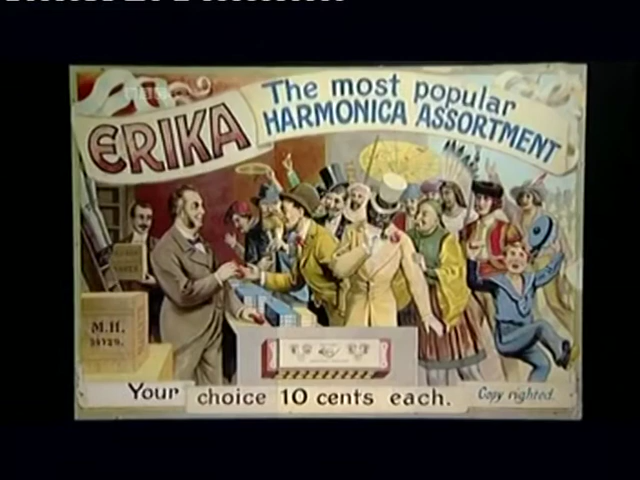 ERIKA
The most popular
HARMONICA ASSORTMENT
M.H.
Your choice 10 cents each.
Copy righted.